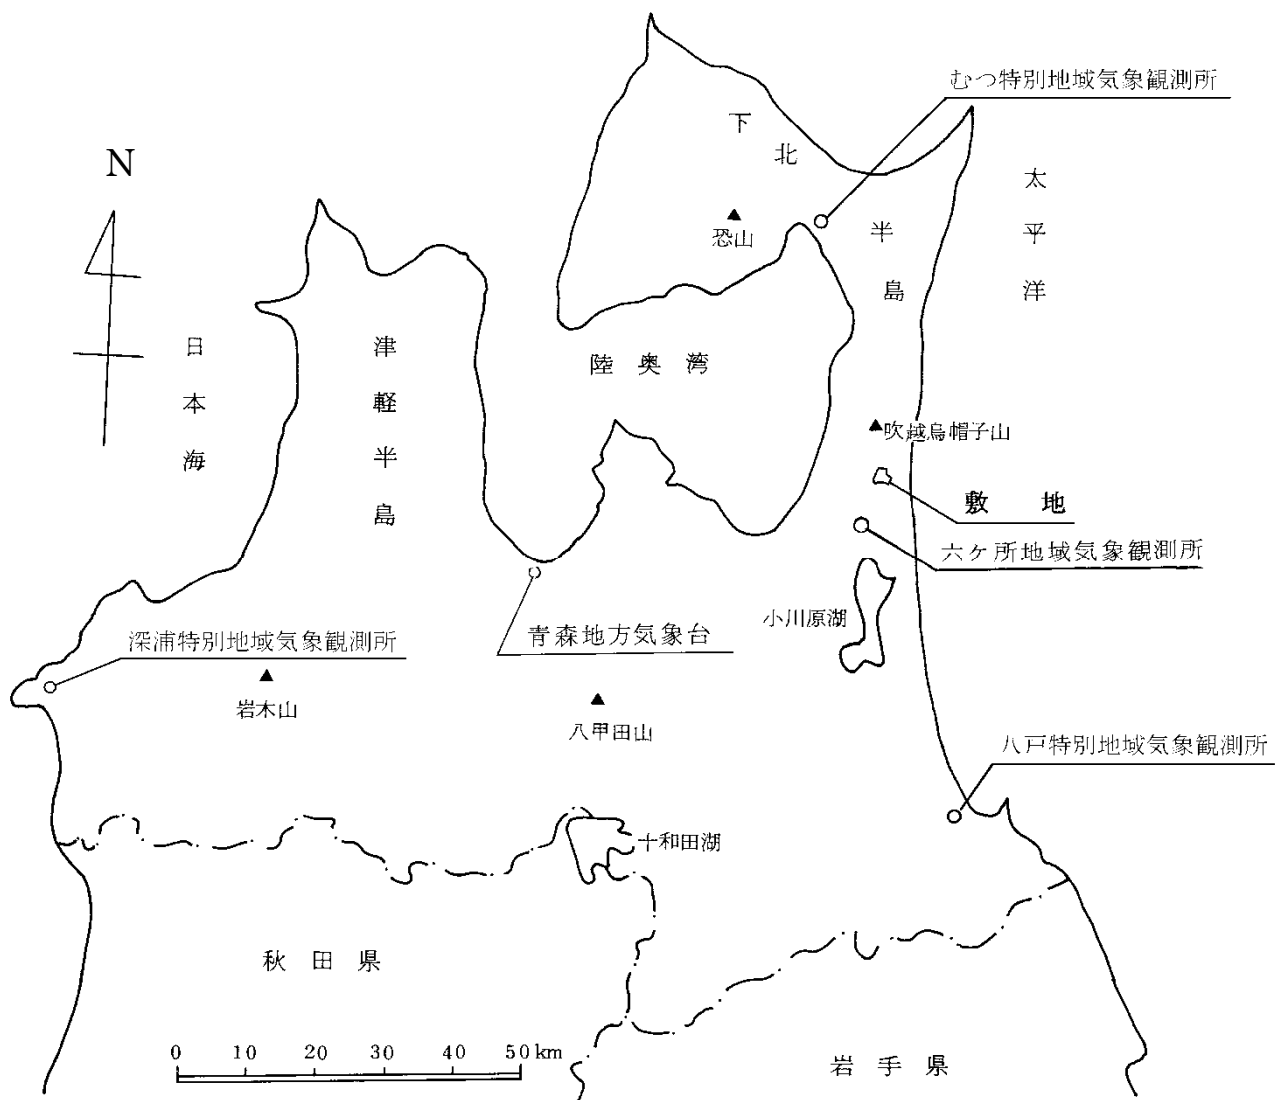 むつ特別地域気象観測所
下北半島
太平洋
N
恐山
日本海
津軽半島
陸奥湾
吹越烏帽子山
敷地
六ケ所地域気象観測所
小川原湖
深浦特別地域気象観測所
青森地方気象台
岩木山
八甲田山
八戸特別地域気象観測所
十和田湖
秋田県
0 10 20 30 40 50km
岩手県